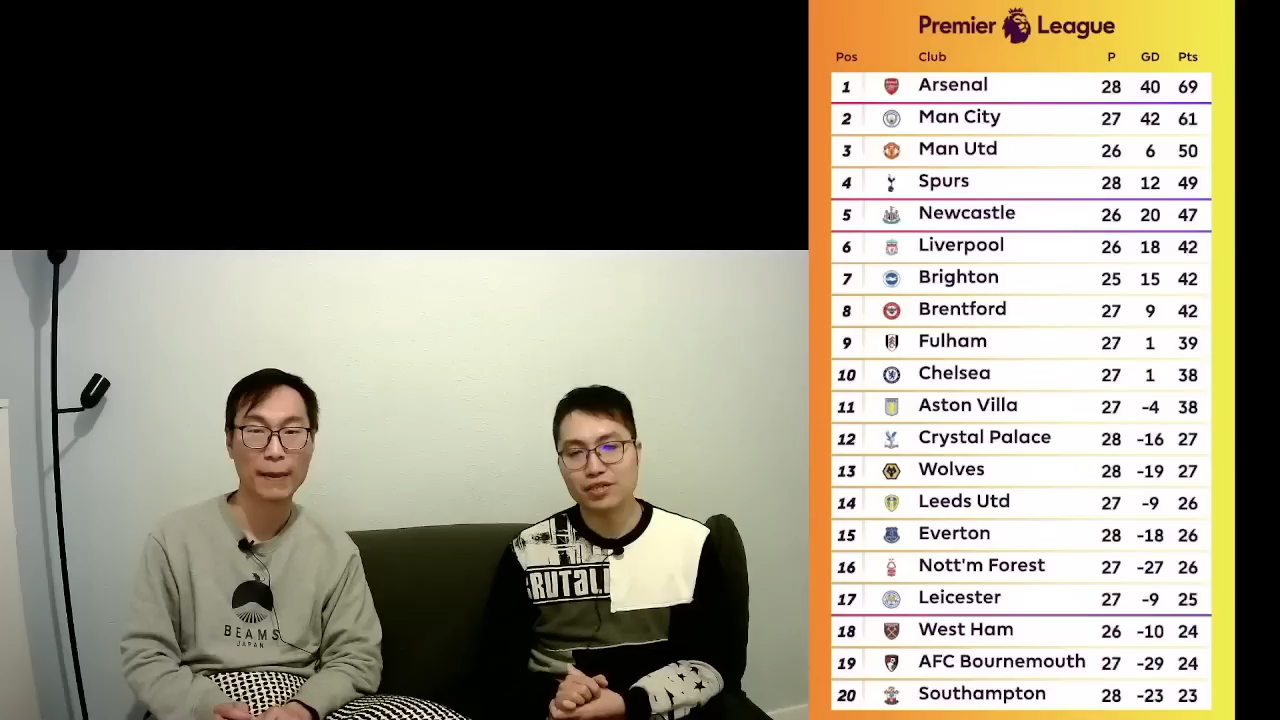 Premier League
Pos Club P GD Pts
1 Arsenal 28 40 69
2 Man City 27 42 61
3 Man Utd 26 6 50
4 Spurs 28 12 49
5 Newcastle 26 20 47
6 Liverpool 26 18 42
7 Brighton 25 15 42
8 Brentford 27 9 42
9 Fulham 27 1 39
10 Chelsea 27 1 38
11 Aston Villa 27 -4 38
12 Crystal Palace 28 -16 27
13 Wolves 28 -19 27
14 Leeds Utd 27 -9 26
15 Everton 28 -18 26
16 Nott'm Forest 27 -27 26
17 Leicester 27 -9 25
18 West Ham 26 -10 24
19 AFC Bournemouth 27 -29 24
20 Southampton 28 -23 23
BEAMS
JAPAN
BRUTALI